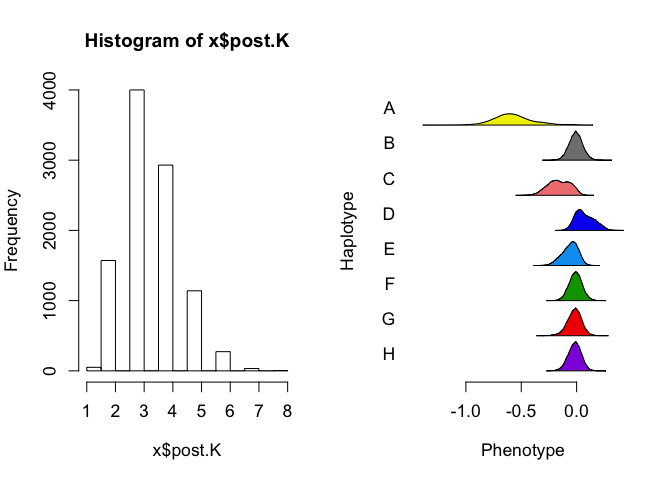 Histogram of x$post.K
Frequency
0 1000 2000 3000 4000
1 2 3 4 5 6 7 8
x$post.K
Haplotype
A
B
C
D
E
F
G
H
-1.0 -0.5 0.0
Phenotype